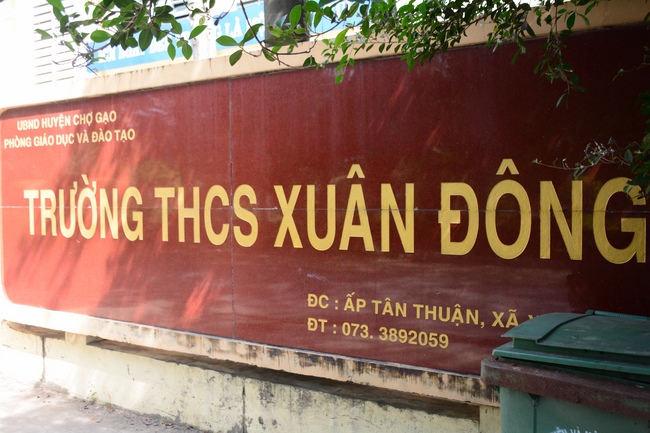 UBND HUYỆN CHỢ GẠO
PHÒNG GIÁO DỤC VÀ ĐÀO TẠO
TRƯỜNG THCS XUÂN ĐÔNG
ĐC : ẤP TÂN THUẬN, XÃ
ĐT : 073. 3892059